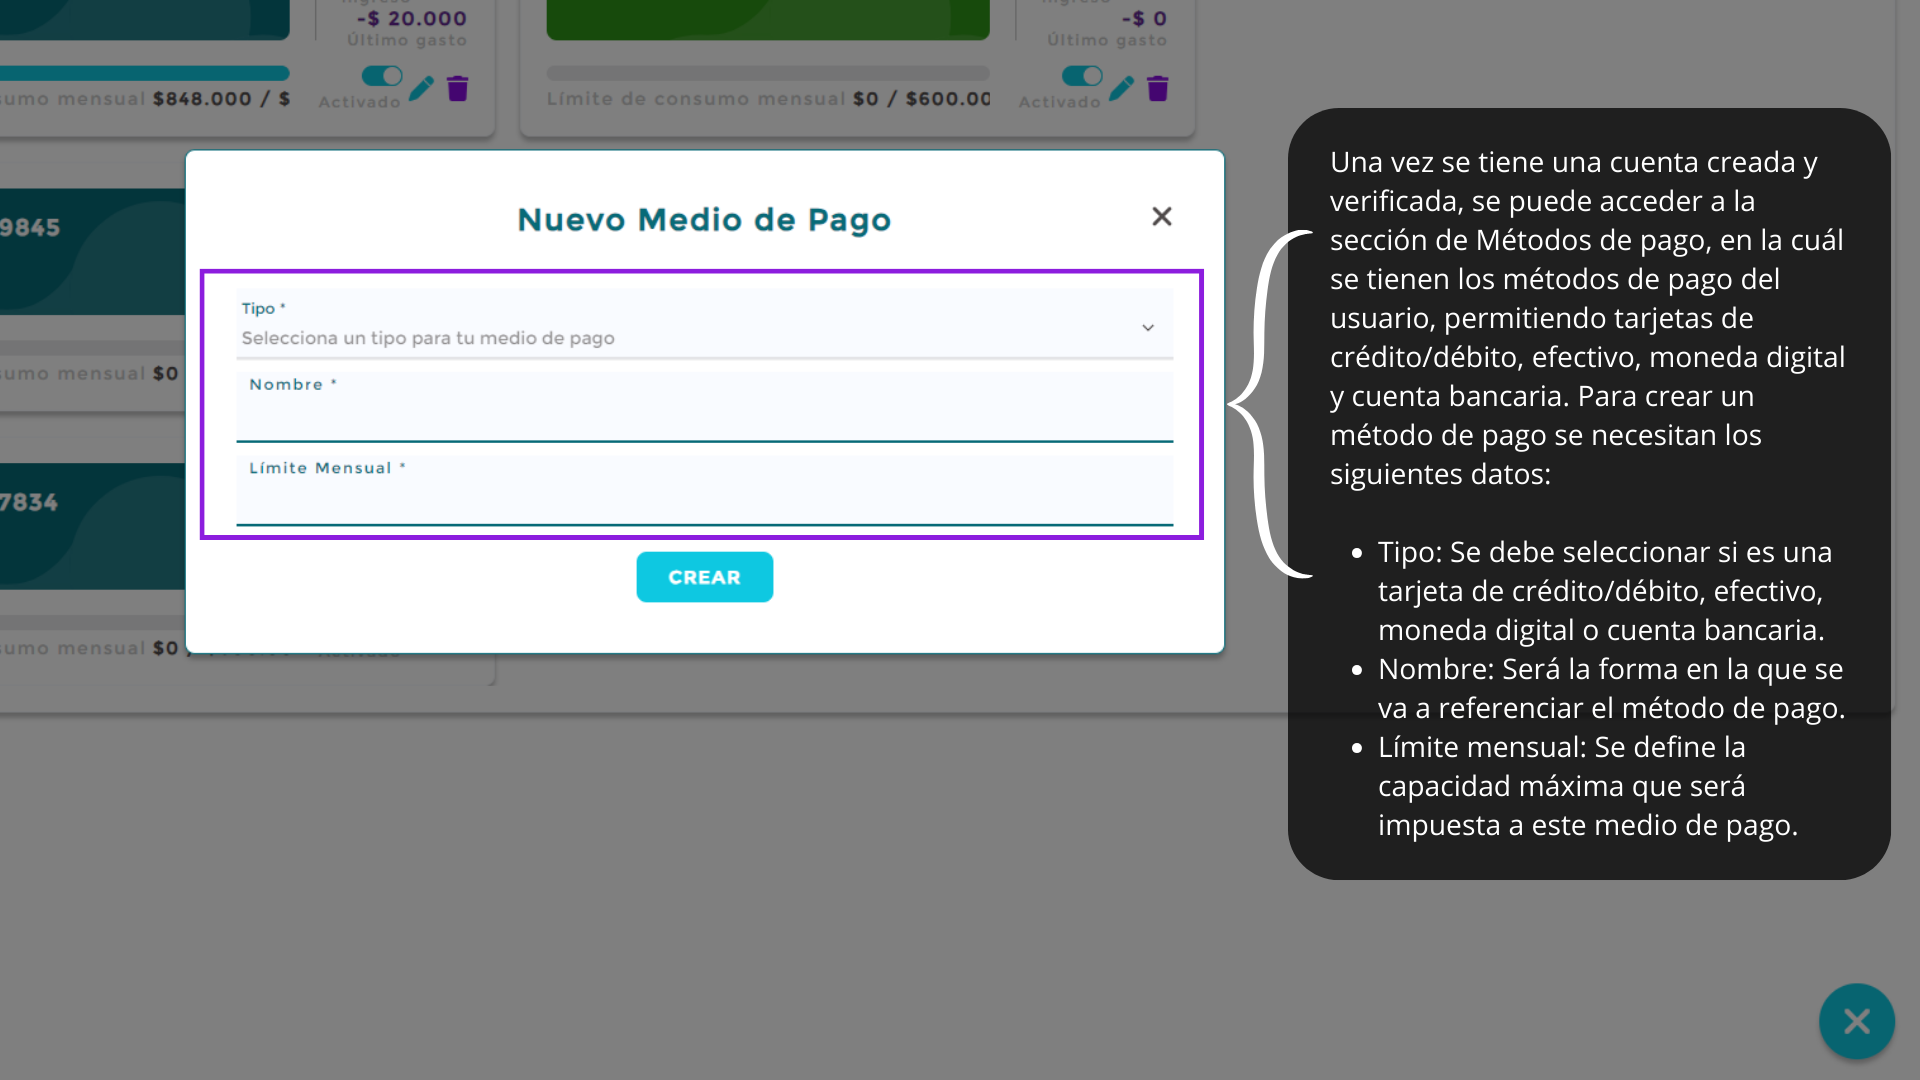 -$ 20.000
Último gasto
sumo mensual $848.000 / $
Activado
-$ 0
Último gasto
Límite de consumo mensual $0 / $600.00
Activado
9845
sumo mensual $0
7834
sumo mensual $0
Nuevo Medio de Pago
Tipo *
Selecciona un tipo para tu medio de pago
Nombre *
Límite Mensual *
CREAR
Una vez se tiene una cuenta creada y
verificada, se puede acceder a la
sección de Métodos de pago, en la cuál
se tienen los métodos de pago del
usuario, permitiendo tarjetas de
crédito/débito, efectivo, moneda digital
y cuenta bancaria. Para crear un
método de pago se necesitan los
siguientes datos:
• Tipo: Se debe seleccionar si es una
tarjeta de crédito/débito, efectivo,
moneda digital o cuenta bancaria.
• Nombre: Será la forma en la que se
va a referenciar el método de pago.
• Límite mensual: Se define la
capacidad máxima que será
impuesta a este medio de pago.